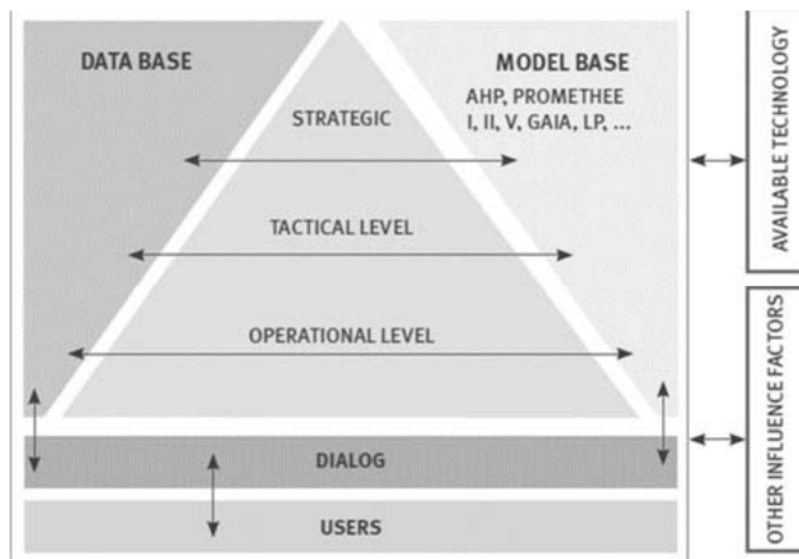 DATA BASE
MODEL BASE
AHP, PROMETHEE
I, II, V, GAIA, LP, ...
STRATEGIC
TACTICAL LEVEL
OPERATIONAL LEVEL
DIALOG
USERS
AVAILABLE TECHNOLOGY
OTHER INFLUENCE FACTORS